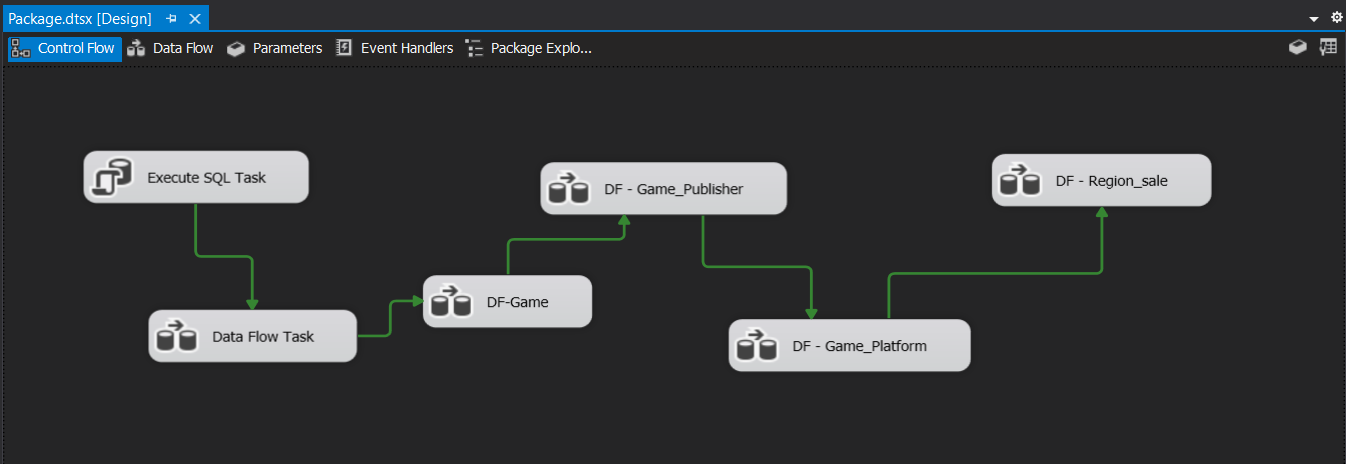 Package.dtsx [Design]
Control Flow Data Flow Parameters Event Handlers Package Explo...
Execute SQL Task
DF - Game_Publisher
DF - Region_sale
DF-Game
Data Flow Task
DF - Game_Platform